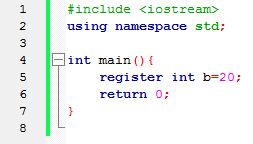 1 #include <iostream>
2 using namespace std;
3
4 int main(){
5 register int b=20;
6 return 0;
7 }
8